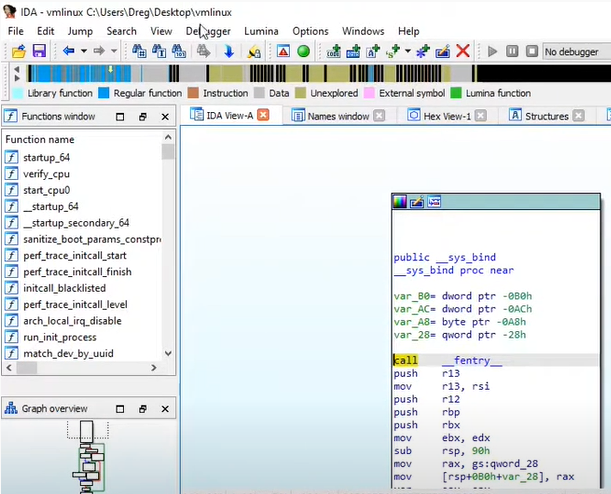 IDA - vmlinux C:\Users\Dreg\Desktop\vmlinux
File Edit Jump Search View Debugger Lumina Options Windows Help
No debugger
Library function Regular function Instruction Data Unexplored External symbol Lumina function
Functions window
IDA View-A
Names window
Hex View-1
Structures
Function name
startup_64
verify_cpu
start_cpu0
__startup_64
__startup_secondary_64
sanitize_boot_params_constpr
perf_trace_initcall_start
perf_trace_initcall_finish
initcall_blacklisted
perf_trace_initcall_level
arch_local_irq_disable
run_init_process
match_dev_by_uuid
Graph overview
public __sys_bind
__sys_bind proc near
var_B0= dword ptr -0B0h
var_AC= dword ptr -0ACh
var_A8= byte ptr -0A8h
var_28= qword ptr -28h
call __fentry__
push r13
mov r13, rsi
push r12
push rbp
push rbx
mov ebx, edx
sub rsp, 90h
mov rax, gs:qword_28
mov [rsp+0B0h+var_28], rax